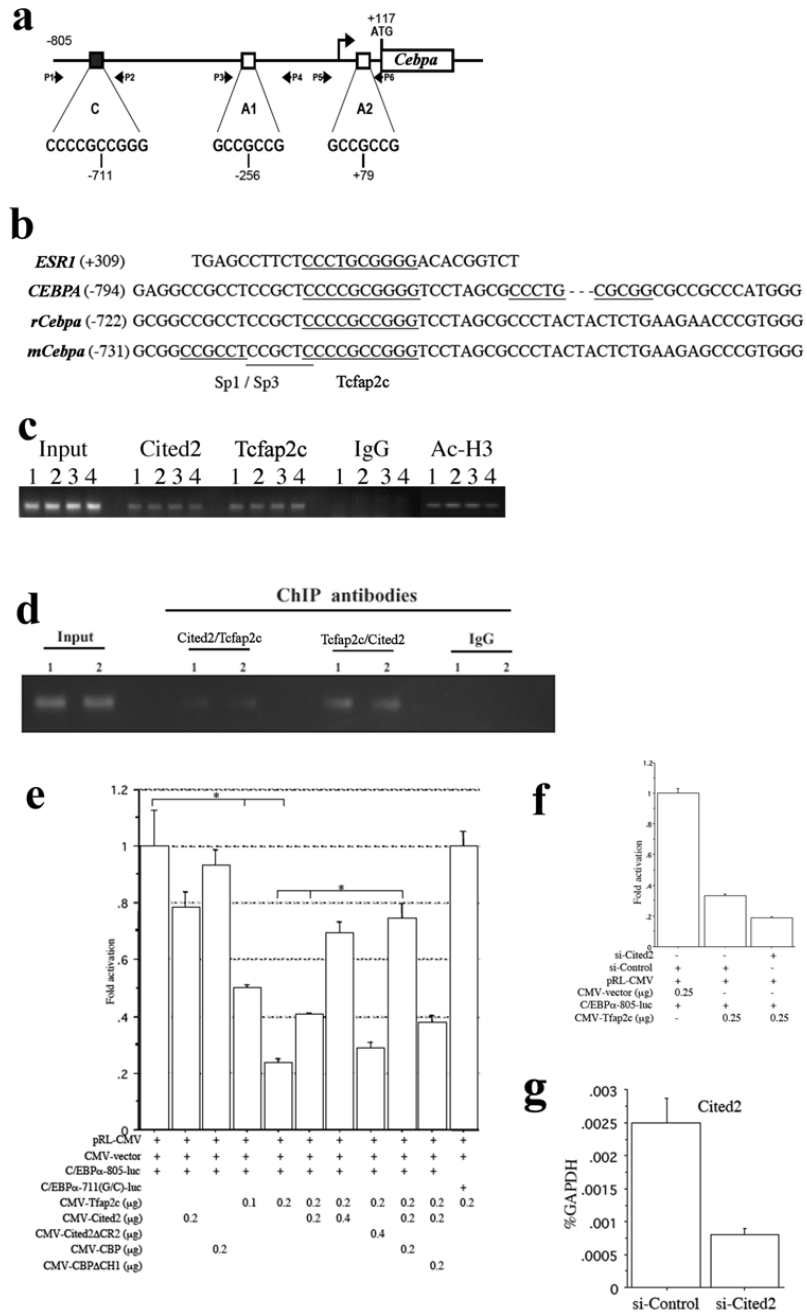 a
-805
+117
ATG
Cebpa
P1 P2 P3 P4 P5 P6
C A1 A2
CCCCGCCGGG GCCGCCG GCCGCCG
-711 -256 +79
b
ESR1 (+309) TGAGCCTTCTCCCTGCGGGGACACGGTCT
CEBPA (-794) GAGGCCGCCTCCGCTCCCCGCGGGGTCCTAGCGCCCTG - - - CGCGGCGCCGCCCATGGG
rCebpa (-722) GCGGCCGCCTCCGCTCCCCGCCGGGTCCTAGCGCCCTACTACTCTGAAGAACCCGTGGG
mCebpa (-731) GCGGCCGCCTCCGCTCCCCGCCGGGTCCTAGCGCCCTACTACTCTGAAGAGCCCGTGGG
Sp1 / Sp3 Tcfap2c
c
Input Cited2 Tcfap2c IgG Ac-H3
1 2 3 4 1 2 3 4 1 2 3 4 1 2 3 4 1 2 3 4
d
ChIP antibodies
Input Cited2/Tcfap2c Tcfap2c/Cited2 IgG
1 2 1 2 1 2 1 2
e
Fold activation
1.2
1
.8
.6
.4
.2
0
*
*
pRL-CMV + + + + + + + + + + +
CMV-vector + + + + + + + + + + +
C/EBPα-805-luc + + + + + + + + + +
C/EBPα-711(G/C)-luc +
CMV-Tfap2c (µg) 0.1 0.2 0.2 0.2 0.2 0.2 0.2 0.2
CMV-Cited2 (µg) 0.2 0.2 0.4 0.2 0.2
CMV-Cited2ΔCR2 (µg) 0.4
CMV-CBP (µg) 0.2 0.2
CMV-CBPΔCH1 (µg) 0.2
f
Fold activation
1
.8
.6
.4
.2
0
si-Cited2 - - +
si-Control + + -
pRL-CMV + + +
CMV-vector (µg) 0.25 - -
C/EBPα-805-luc + + +
CMV-Tfap2c (µg) - 0.25 0.25
g
Cited2
%GAPDH
.003
.0025
.002
.0015
.001
.0005
0
si-Control si-Cited2